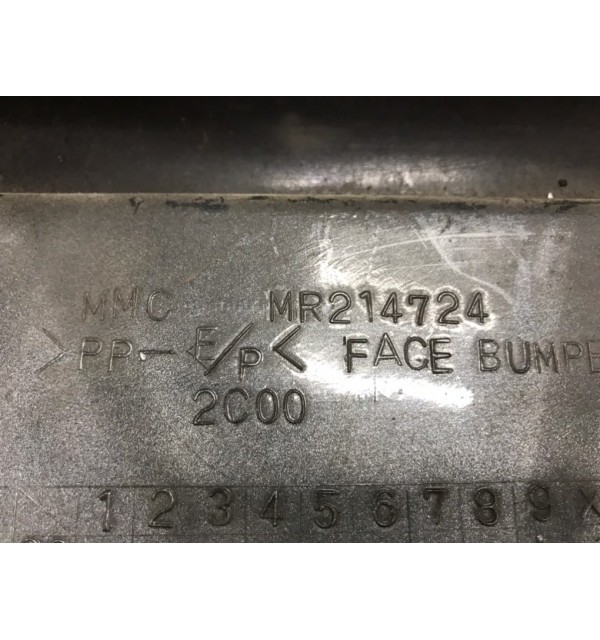 MMC MR214724
>PP-E/P< FACE BUMPE
2C00
1 2 3 4 5 6 7 8 9 X